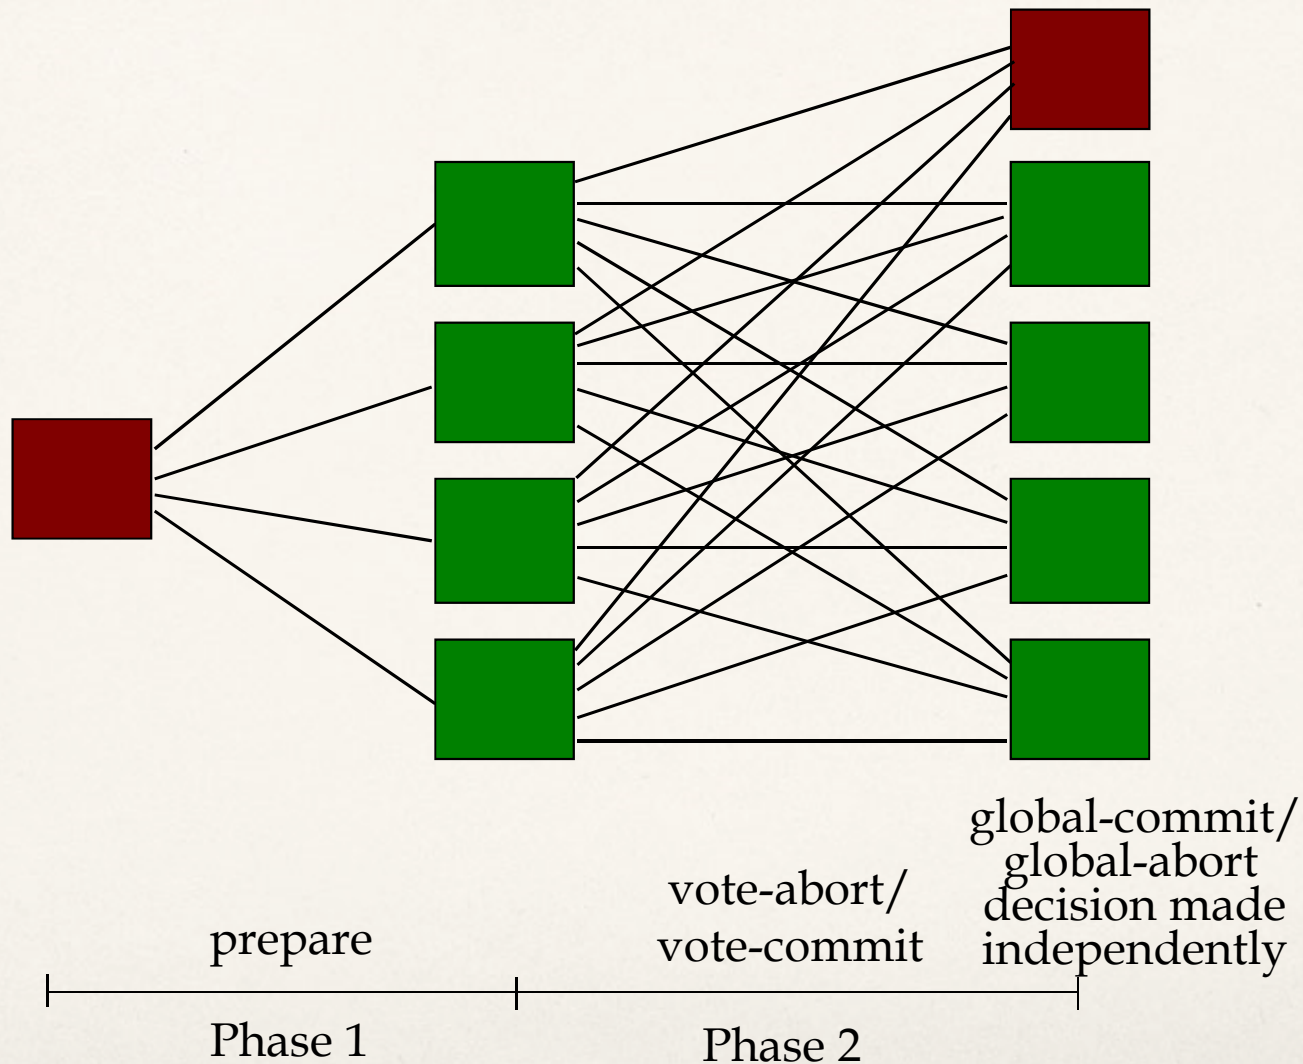 prepare
vote-abort/
vote-commit
global-commit/
global-abort
decision made
independently
Phase 1
Phase 2